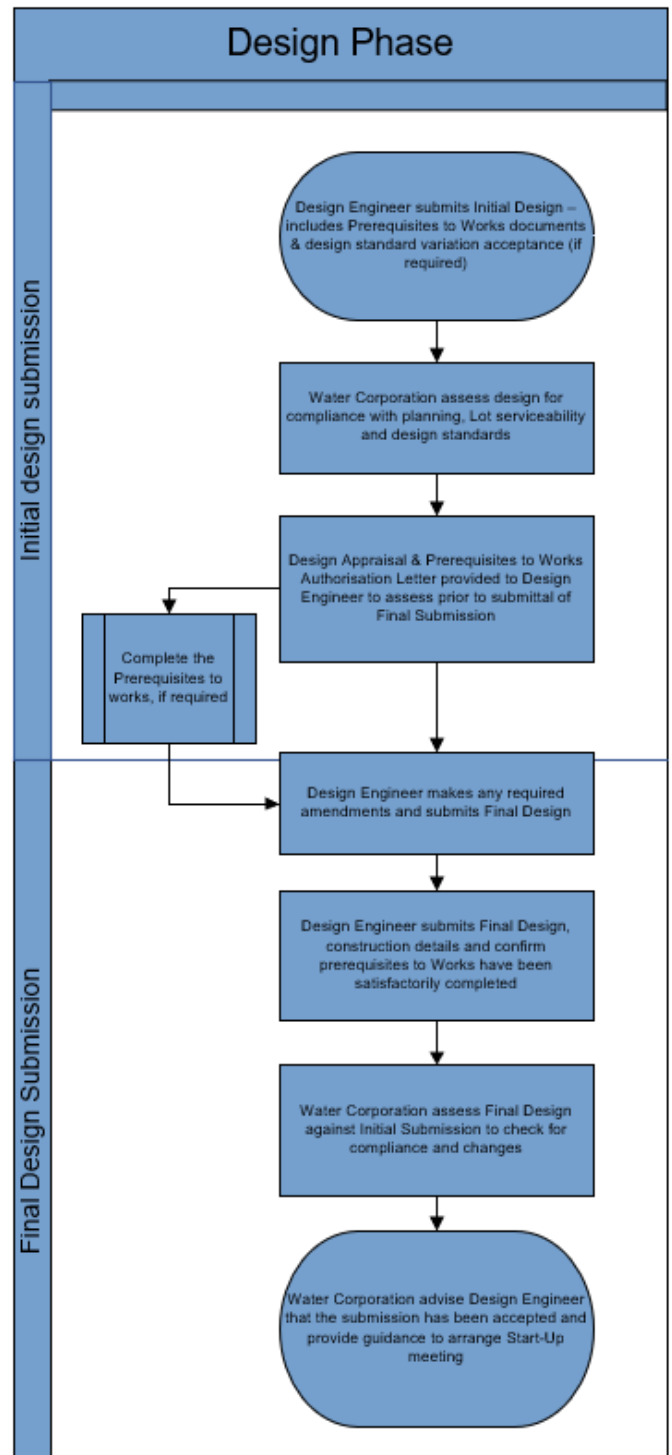 Design Phase
Initial design submission
Design Engineer submits Initial Design –
includes Prerequisites to Works documents
& design standard variation acceptance (if
required)
Water Corporation assess design for
compliance with planning, Lot serviceability
and design standards
Design Appraisal & Prerequisites to Works
Authorisation Letter provided to Design
Engineer to assess prior to submittal of
Final Submission
Complete the
Prerequisites to
works, if required
Final Design Submission
Design Engineer makes any required
amendments and submits Final Design
Design Engineer submits Final Design,
construction details and confirm
prerequisites to Works have been
satisfactorily completed
Water Corporation assess Final Design
against Initial Submission to check for
compliance and changes
Water Corporation advise Design Engineer
that the submission has been accepted and
provide guidance to arrange Start-Up
meeting